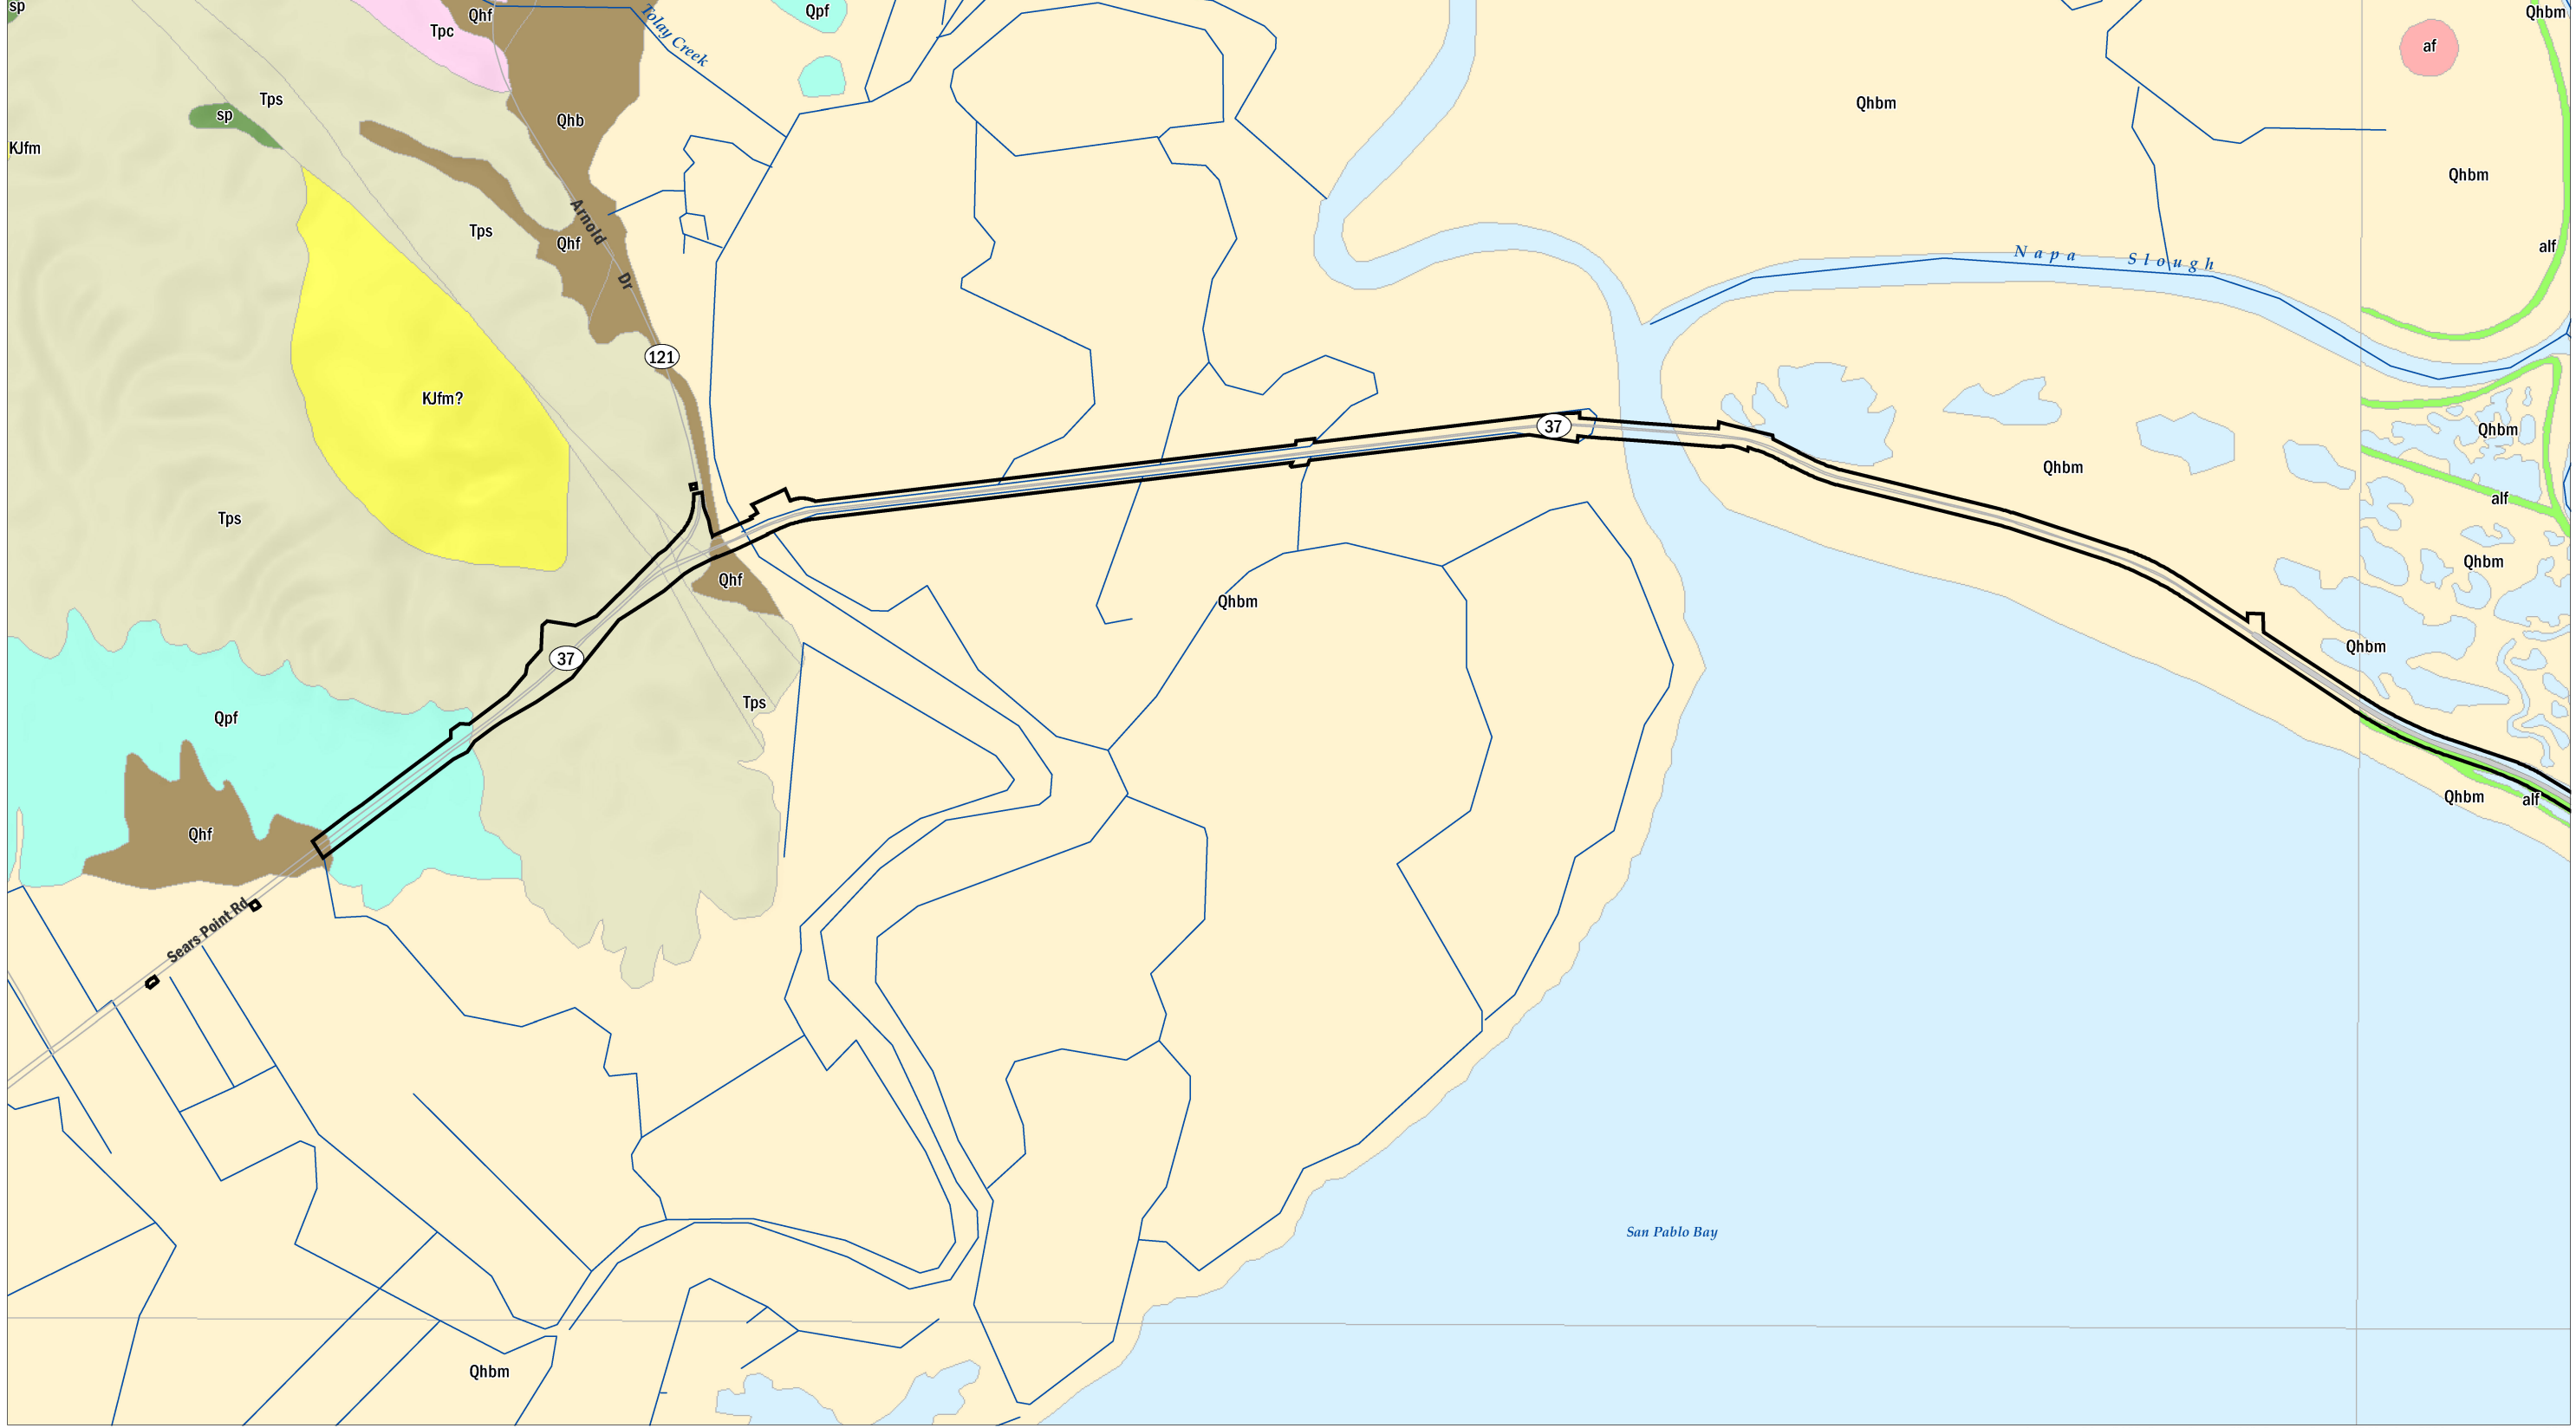 sp
Qhf
Tolay Creek
Qpf
Qhbm
Tpc
af
Tps
Qhbm
sp
Qhb
KJfm
Qhbm
Arnold Dr
Tps
Qhf
alf
Napa Slough
121
KJfm?
37
Qhbm
Qhbm
alf
Tps
Qhbm
Qhf
Qhbm
Qhbm
37
Tps
Qpf
Qhbm
alf
Qhf
Sears Point Rd
San Pablo Bay
Qhbm